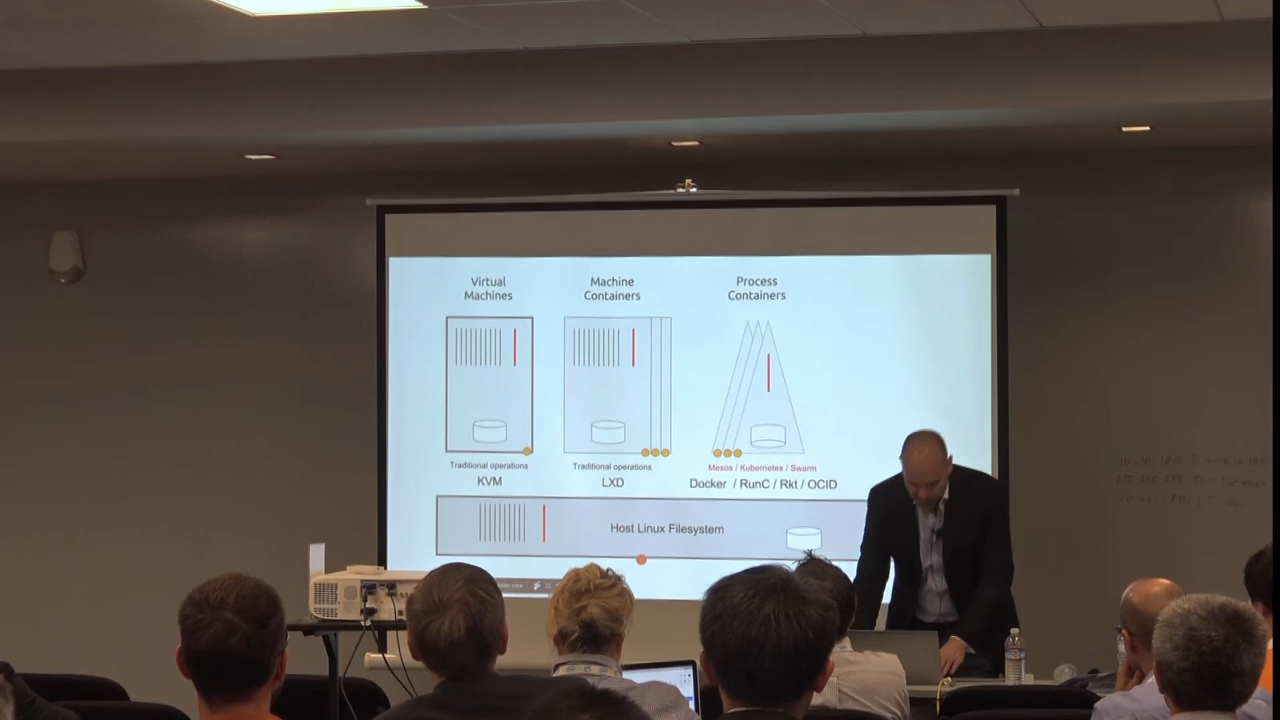 Virtual
Machines
Machine
Containers
Process
Containers
Traditional operations
KVM
Traditional operations
LXD
Mesos / Kubernetes / Swarm
Docker / RunC / Rkt / OCID
Host Linux Filesystem